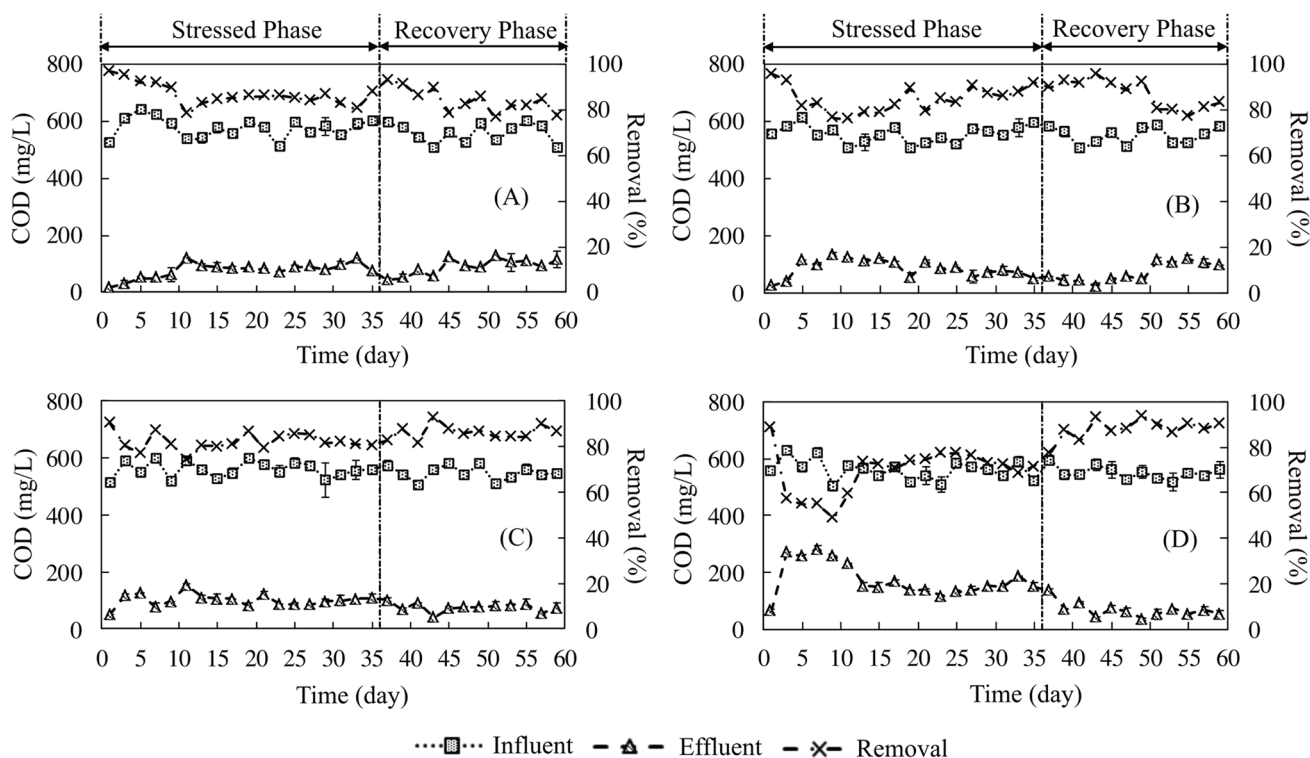 Stressed Phase Recovery Phase
800 100
600 80
400 60
200 40
0 20
0
COD (mg/L)
Removal (%)
(A)
0 5 10 15 20 25 30 35 40 45 50 55 60
Time (day)
Stressed Phase Recovery Phase
800 100
600 80
400 60
200 40
0 20
0
COD (mg/L)
Removal (%)
(B)
0 5 10 15 20 25 30 35 40 45 50 55 60
Time (day)
800 100
600 80
400 60
200 40
0 20
0
COD (mg/L)
Removal (%)
(C)
0 5 10 15 20 25 30 35 40 45 50 55 60
Time (day)
800 100
600 80
400 60
200 40
0 20
0
COD (mg/L)
Removal (%)
(D)
0 5 10 15 20 25 30 35 40 45 50 55 60
Time (day)
Influent Effluent Removal